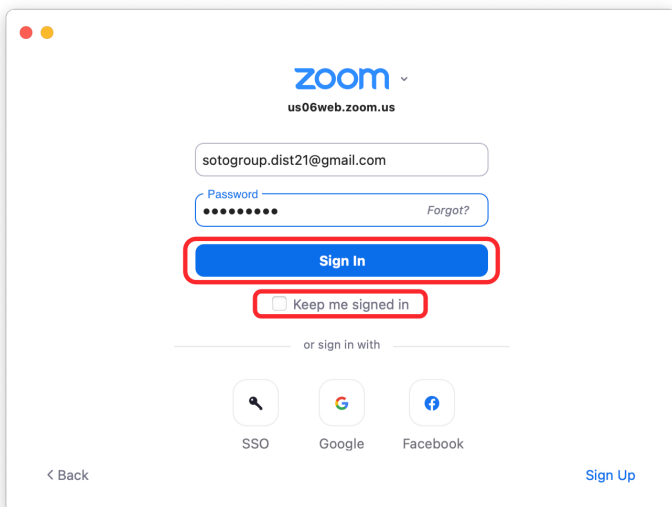 zoom
us06web.zoom.us
sotogroup.dist21@gmail.com
Password
●●●●●●●●● Forgot?
Sign In
Keep me signed in
or sign in with
SSO Google Facebook
< Back Sign Up